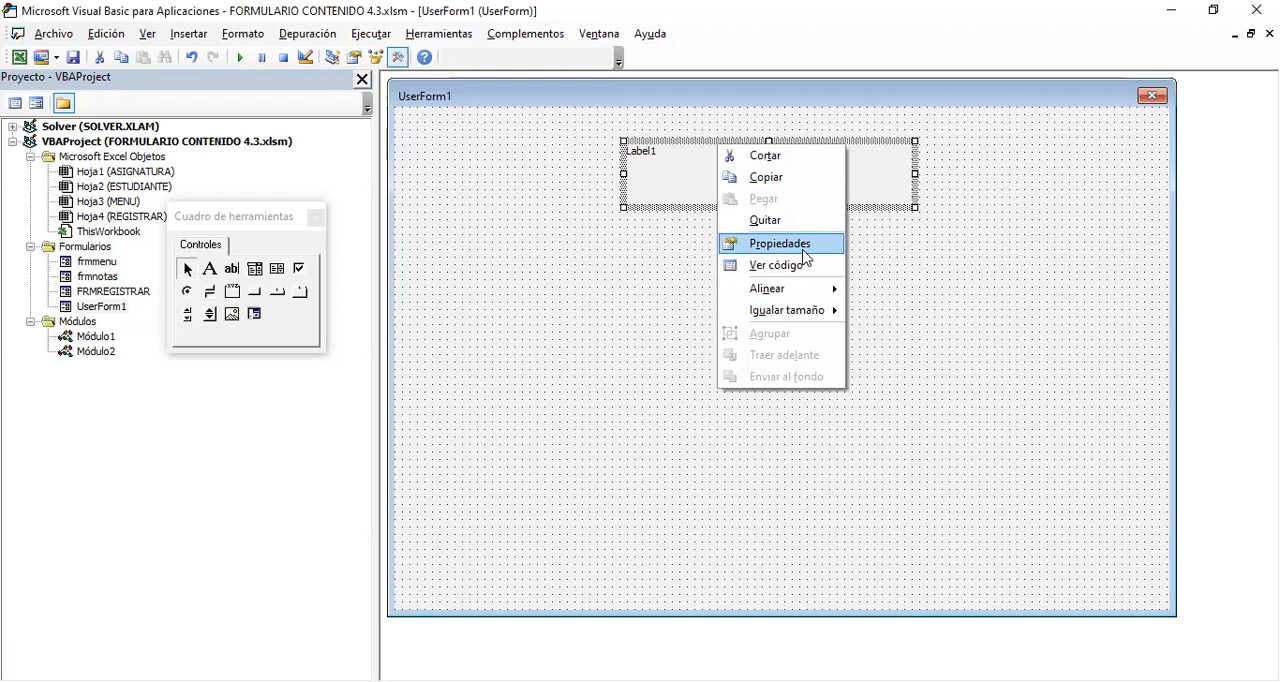 Microsoft Visual Basic para Aplicaciones - FORMULARIO CONTENIDO 4.3.xlsm - [UserForm1 (UserForm)]
Archivo Edición Ver Insertar Formato Depuración Ejecutar Herramientas Complementos Ventana Ayuda
Proyecto - VBAProject
Solver (SOLVER.XLAM)
VBAProject (FORMULARIO CONTENIDO 4.3.xlsm)
Microsoft Excel Objetos
Hoja1 (ASIGNATURA)
Hoja2 (ESTUDIANTE)
Hoja3 (MENU)
Hoja4 (REGISTRAR)
ThisWorkbook
Formularios
frmmenu
frmnotas
FRMREGISTRAR
UserForm1
Módulos
Módulo1
Módulo2
Cuadro de herramientas
Controles
A
ab|
XYZ
UserForm1
Label1
Cortar
Copiar
Pegar
Quitar
Propiedades
Ver código
Alinear
Igualar tamaño
Agrupar
Traer adelante
Enviar al fondo